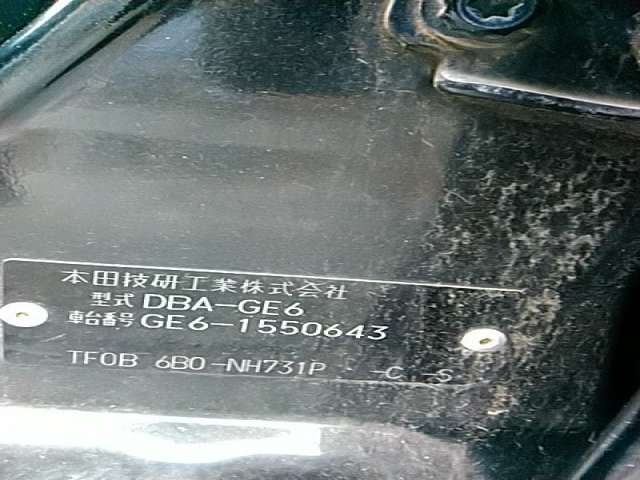 本田技研工業株式会社
型式 DBA-GE6
車台番号 GE6-1550643
TF0B 6B0-NH731P -C -S